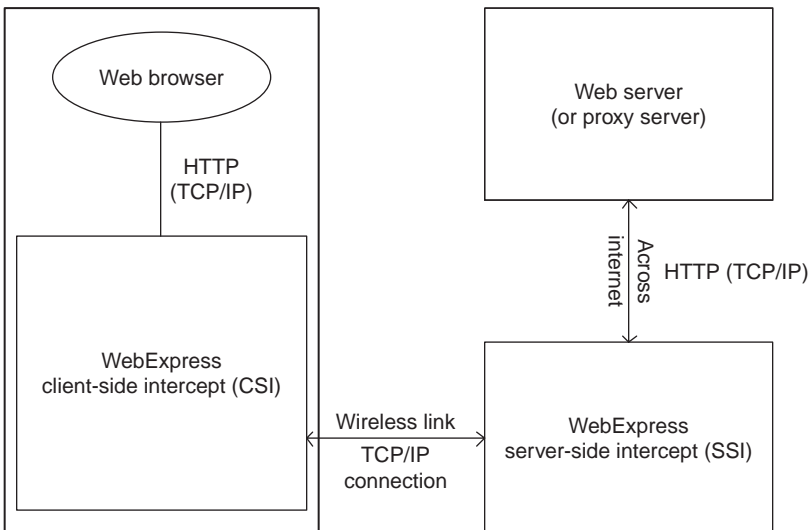 Web browser
HTTP
(TCP/IP)
WebExpress
client-side intercept (CSI)
Wireless link
TCP/IP
connection
Web server
(or proxy server)
Across
internet
HTTP (TCP/IP)
WebExpress
server-side intercept (SSI)